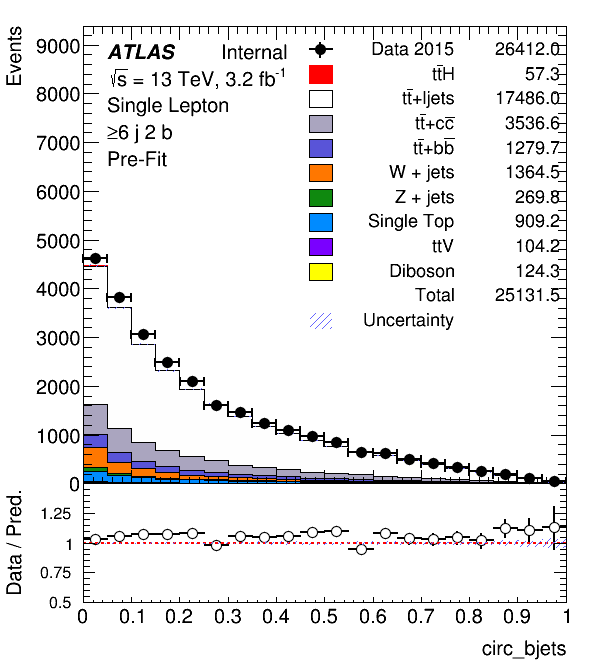 Events
9000
8000
7000
6000
5000
4000
3000
2000
1000
0
ATLAS Internal
√s = 13 TeV, 3.2 fb⁻¹
Single Lepton
≥6 j 2 b
Pre-Fit
Data 2015 26412.0
tt̄H 57.3
tt̄+ljets 17486.0
tt̄+cc̄ 3536.6
tt̄+bb̄ 1279.7
W + jets 1364.5
Z + jets 269.8
Single Top 909.2
ttV 104.2
Diboson 124.3
Total 25131.5
Uncertainty
Data / Pred.
1.25
1
0.75
0.5
0 0.1 0.2 0.3 0.4 0.5 0.6 0.7 0.8 0.9 1
circ_bjets